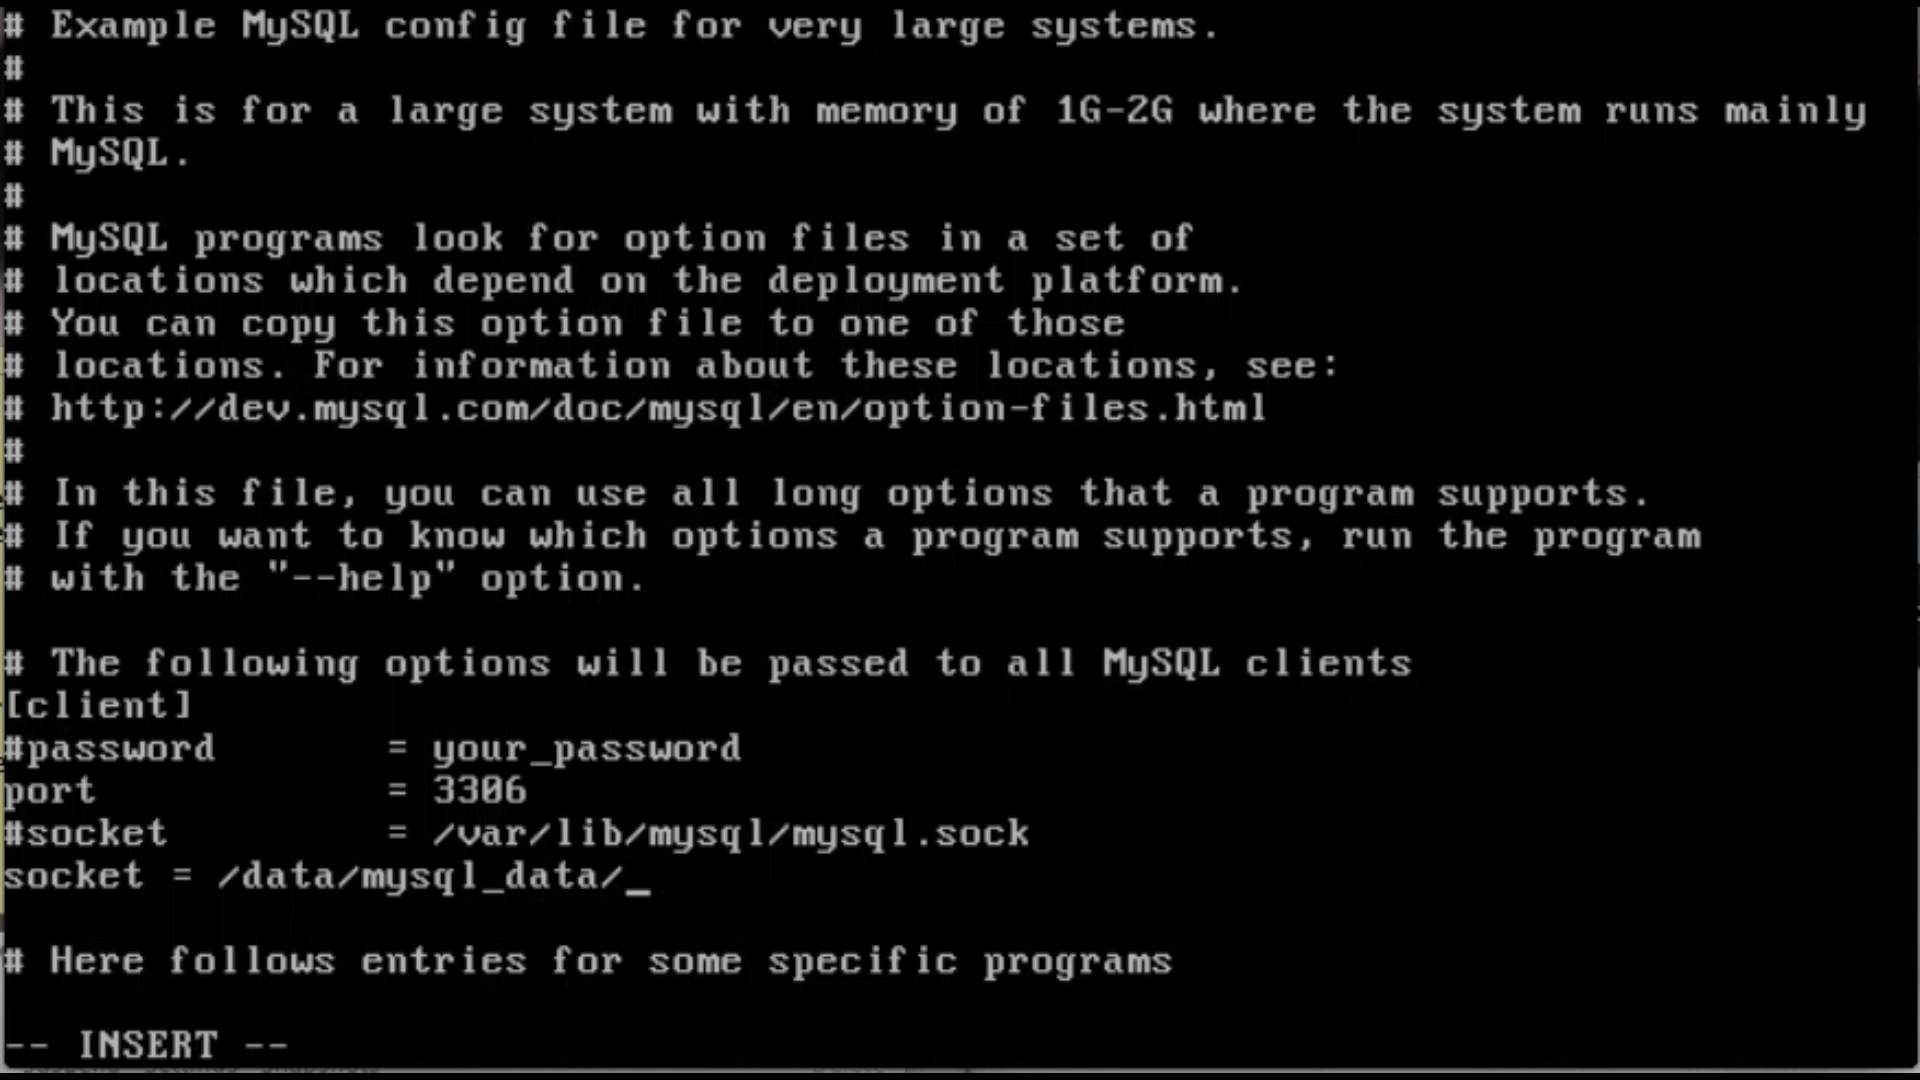 # Example MySQL config file for very large systems.
#
# This is for a large system with memory of 1G-2G where the system runs mainly
# MySQL.
#
# MySQL programs look for option files in a set of
# locations which depend on the deployment platform.
# You can copy this option file to one of those
# locations. For information about these locations, see:
# http://dev.mysql.com/doc/mysql/en/option-files.html
#
# In this file, you can use all long options that a program supports.
# If you want to know which options a program supports, run the program
# with the "--help" option.

# The following options will be passed to all MySQL clients
[client]
#password       = your_password
port            = 3306
#socket         = /var/lib/mysql/mysql.sock
socket = /data/mysql_data/_

# Here follows entries for some specific programs

-- INSERT --